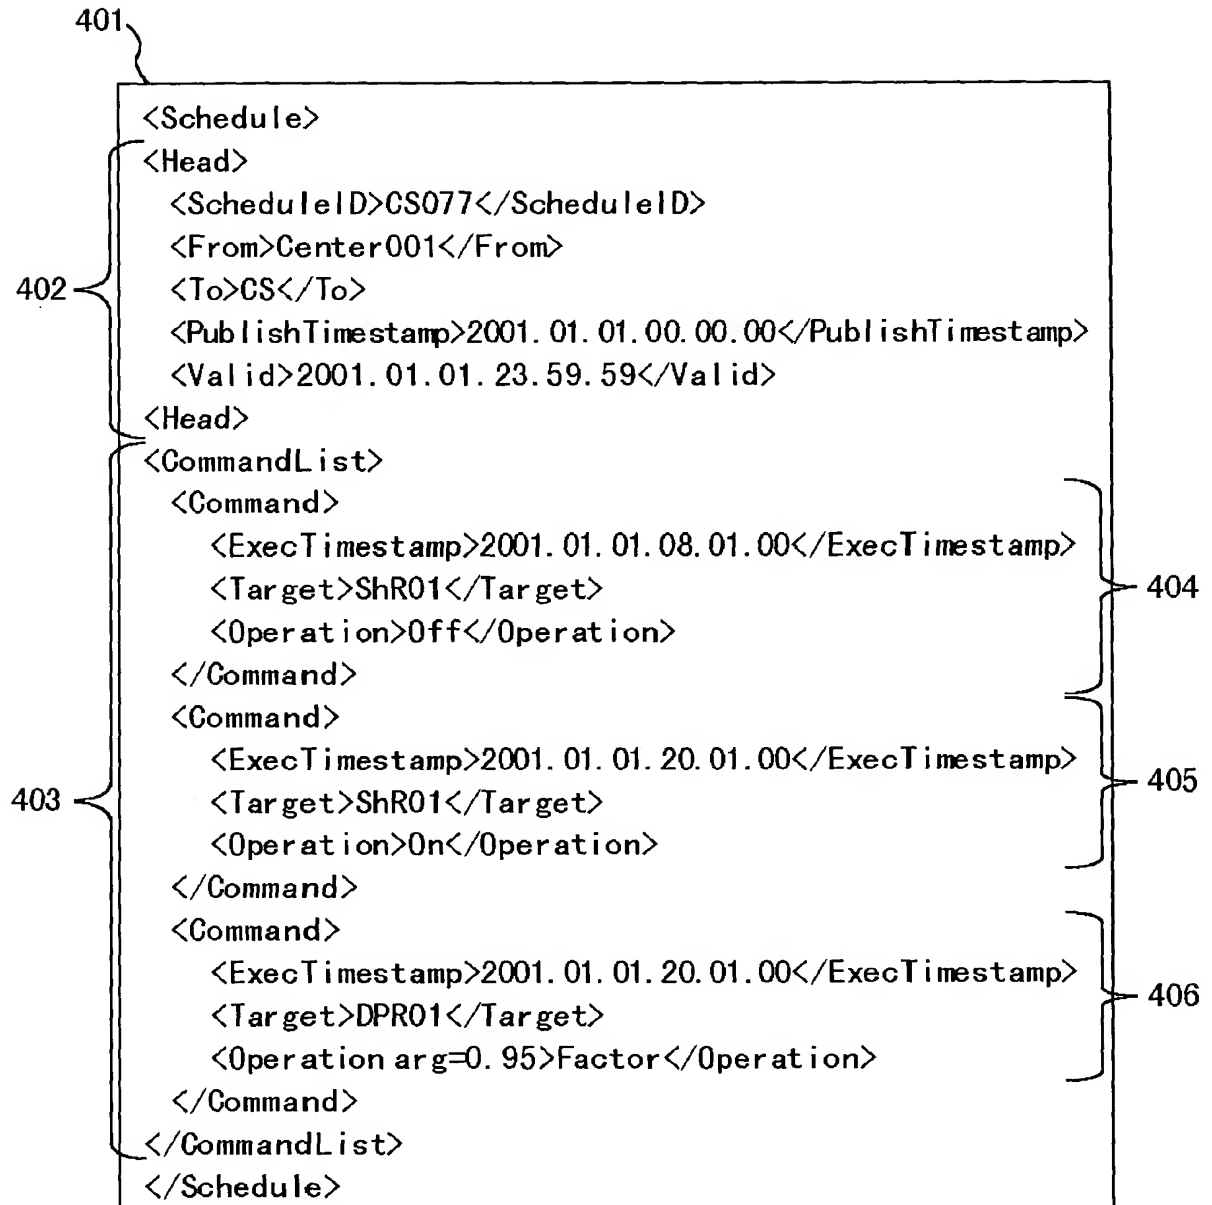 401
<Schedule>
<Head>
<ScheduleID>CS077</ScheduleID>
<From>Center001</From>
402
<To>CS</To>
<PublishTimestamp>2001.01.01.00.00.00</PublishTimestamp>
<Valid>2001.01.01.23.59.59</Valid>
<Head>
<CommandList>
<Command>
<ExecTimestamp>2001.01.01.08.01.00</ExecTimestamp>
<Target>ShR01</Target>
404
<Operation>Off</Operation>
</Command>
<Command>
<ExecTimestamp>2001.01.01.20.01.00</ExecTimestamp>
405
403
<Target>ShR01</Target>
<Operation>On</Operation>
</Command>
<Command>
<ExecTimestamp>2001.01.01.20.01.00</ExecTimestamp>
406
<Target>DPR01</Target>
<Operation arg=0.95>Factor</Operation>
</Command>
</CommandList>
</Schedule>